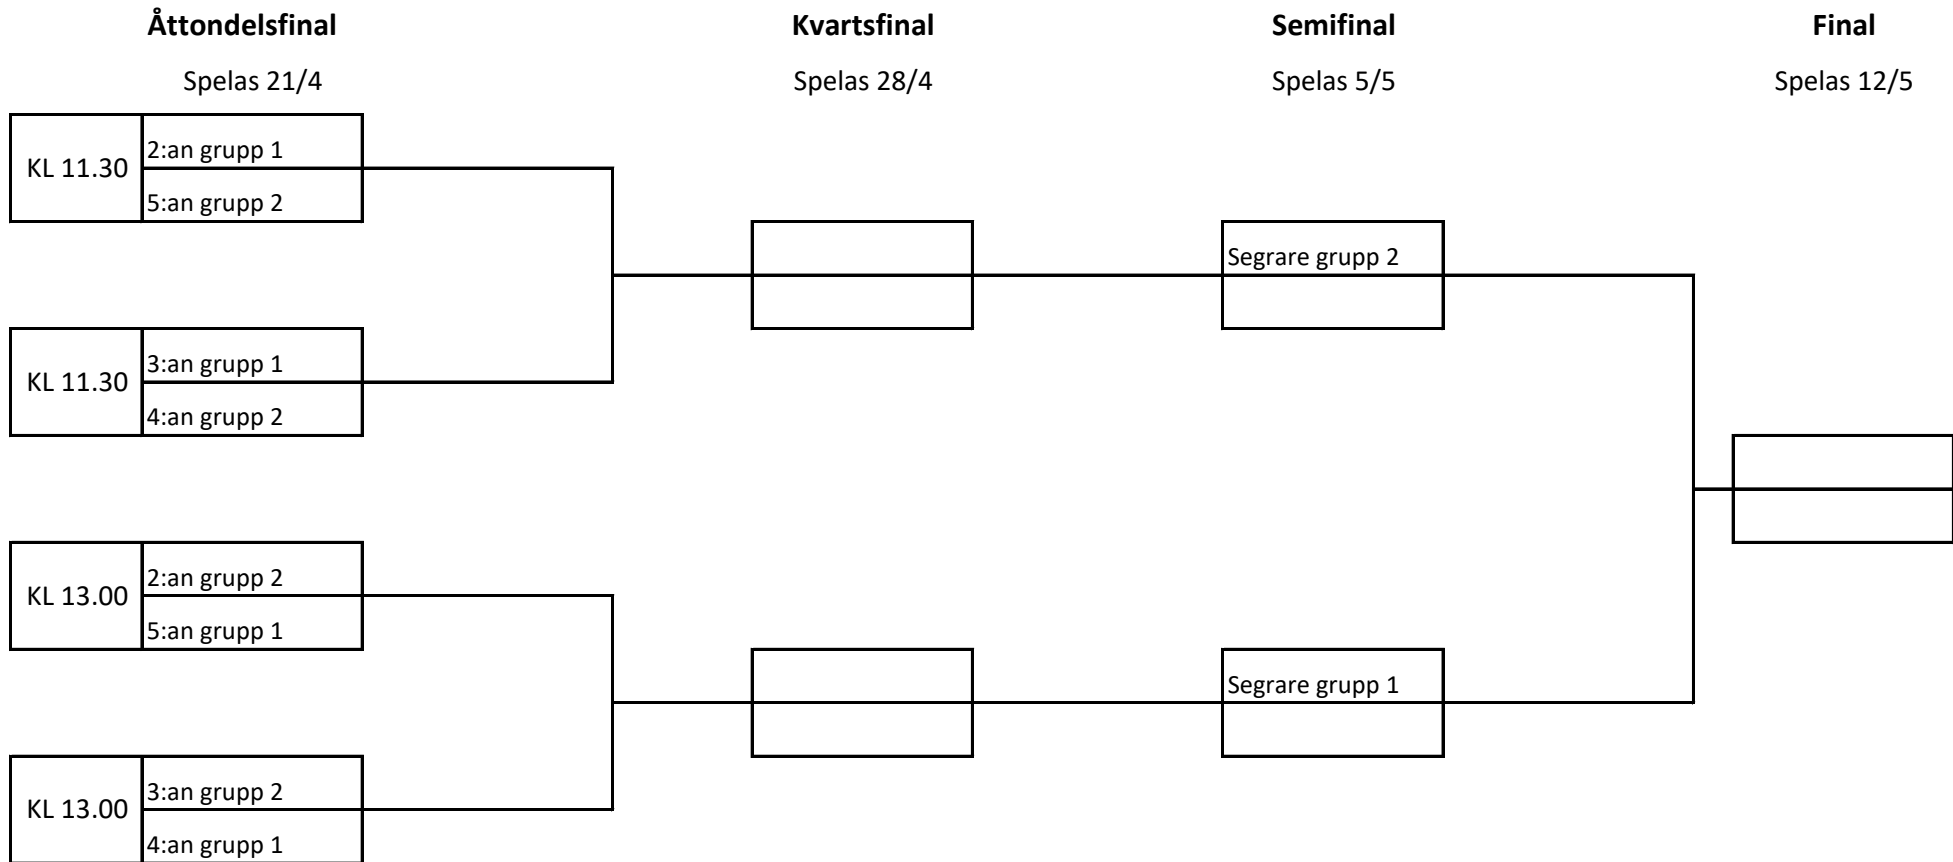 Åttondelsfinal
Kvartsfinal
Semifinal
Final
Spelas 21/4
Spelas 28/4
Spelas 5/5
Spelas 12/5
KL 11.30
2:an grupp 1
5:an grupp 2
Segrare grupp 2
KL 11.30
3:an grupp 1
4:an grupp 2
KL 13.00
2:an grupp 2
5:an grupp 1
Segrare grupp 1
KL 13.00
3:an grupp 2
4:an grupp 1